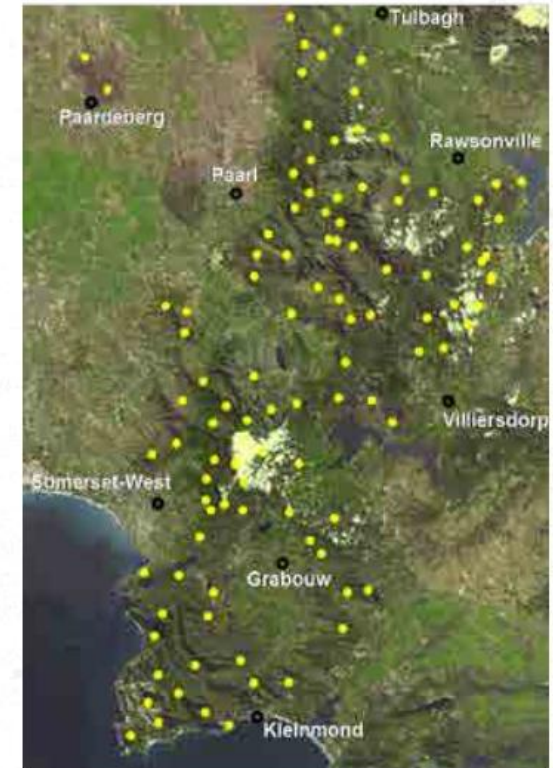 Tulbagh
Paardeberg
Rawsonville
Paarl
Villiersdorp
Somerset-West
Grabouw
Kleinmond